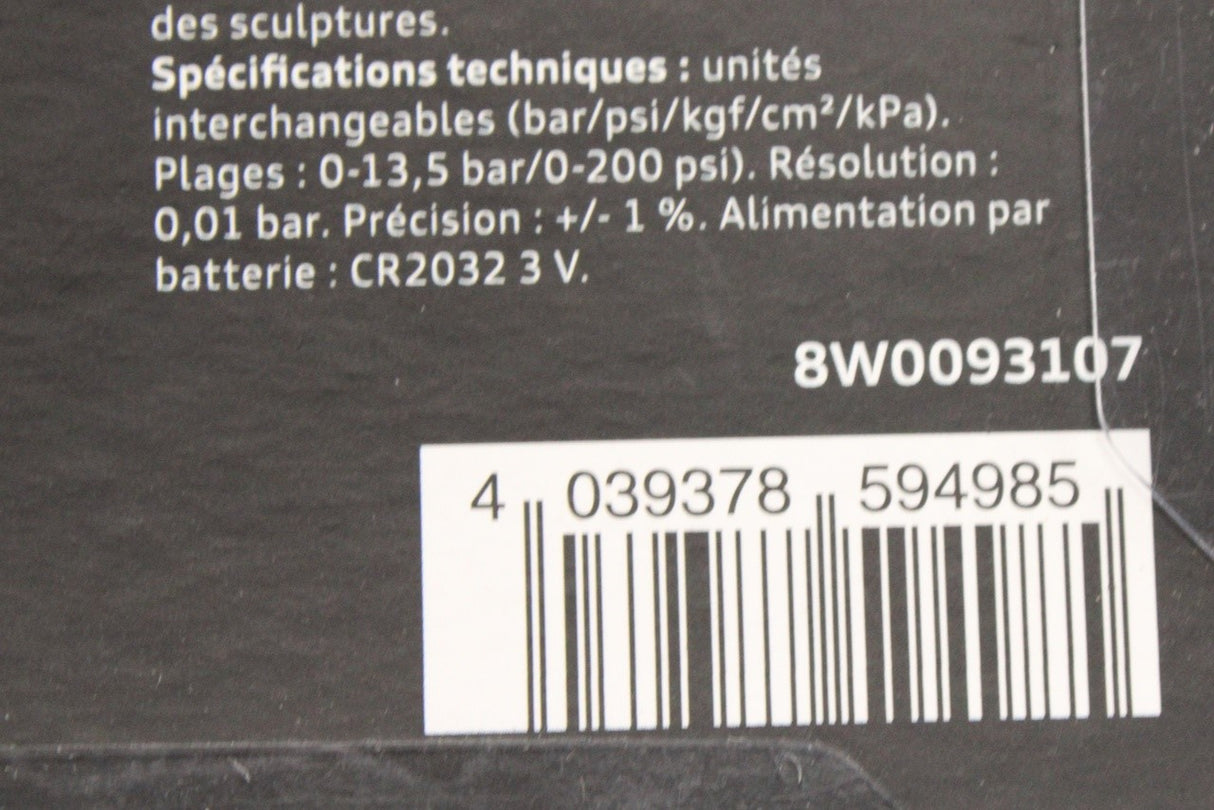 des sculptures.
Spécifications techniques : unités
interchangeables (bar/psi/kgf/cm²/kPa).
Plages : 0-13,5 bar/0-200 psi). Résolution :
0,01 bar. Précision : +/- 1 %. Alimentation par
batterie : CR2032 3 V.
8W0093107
4 039378 594985